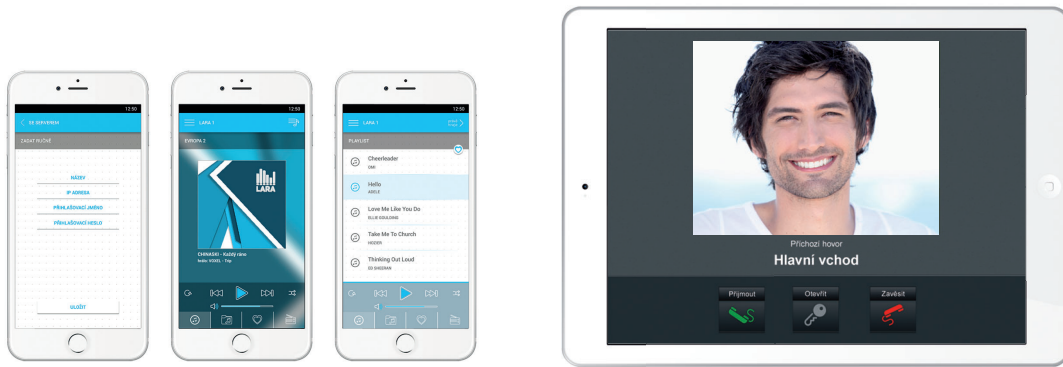 12:50
SE SERVEREM
ZADAT RUČNĚ
NÁZEV
IP ADRESA
PŘIHLAŠOVACÍ JMÉNO
PŘIHLAŠOVACÍ HESLO
ULOŽIT
12:50
LARA 1
EVROPA 2
LARA
CHINASKI - Každý ráno
12:50
LARA 1
PLAYLIST
Cheerleader
OMI
Hello
ADELE
Love Me Like You Do
ELLIE GOULDING
Take Me To Church
HOZIER
Thinking Out Loud
ED SHEERAN
Příchozí hovor
Hlavní vchod
Přijmout
Otevřít
Zavěsit